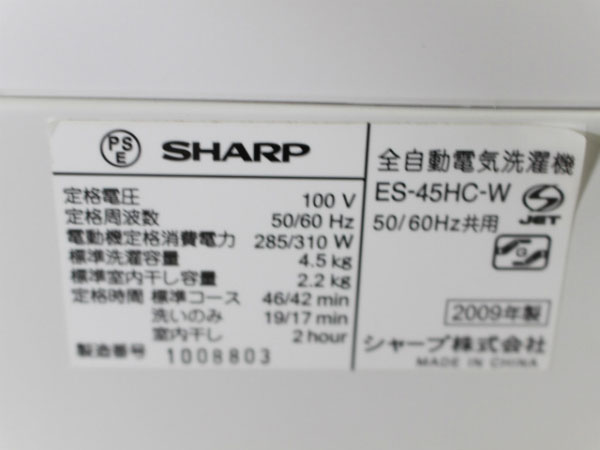 PSE SHARP
定格電圧 100 V
定格周波数 50/60 Hz
電動機定格消費電力 285/310 W
標準洗濯容量 4.5 kg
標準室内干し容量 2.2 kg
定格時間 標準コース 46/42 min
洗いのみ 19/17 min
室内干し 2 hour
製造番号 1008803
全自動電気洗濯機
ES-45HC-W
JET
50/60Hz共用
G
2009年製
シャープ株式会社
MADE IN CHINA